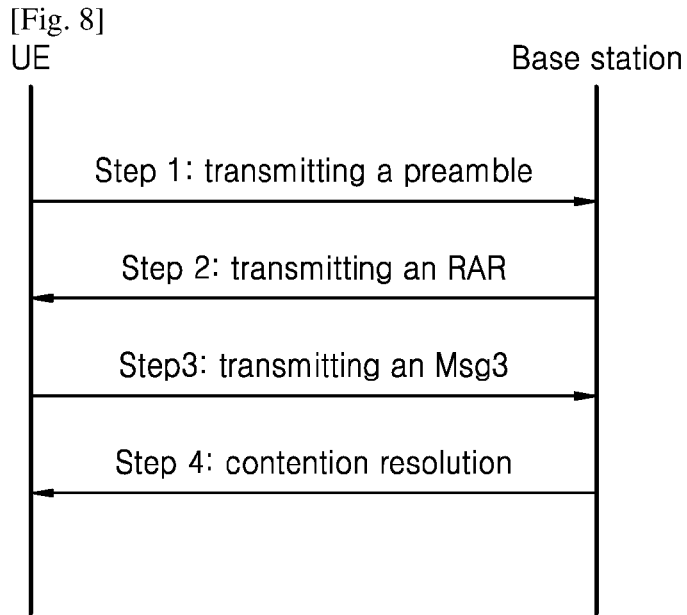 [Fig. 8]
UE Base station
Step 1: transmitting a preamble
Step 2: transmitting an RAR
Step3: transmitting an Msg3
Step 4: contention resolution